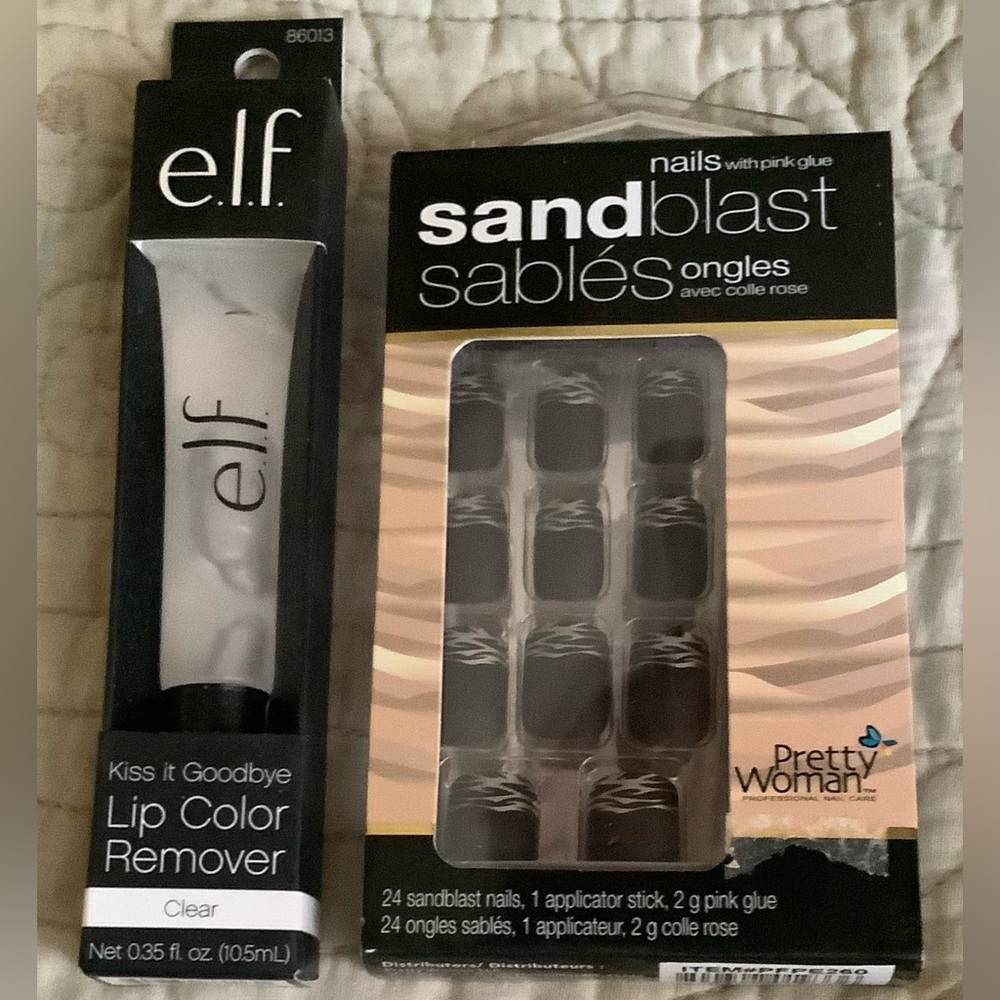 86013
e.l.f.
e.l.f.
Kiss it Goodbye
Lip Color
Remover
Clear
Net 0.35 fl. oz. (10.5mL)
nails with pink glue
sandblast
sablés ongles
avec colle rose
Pretty
Woman™
PROFESSIONAL NAIL CARE
24 sandblast nails, 1 applicator stick, 2 g pink glue
24 ongles sablés, 1 applicateur, 2 g colle rose
Distributers/ Distributeurs :